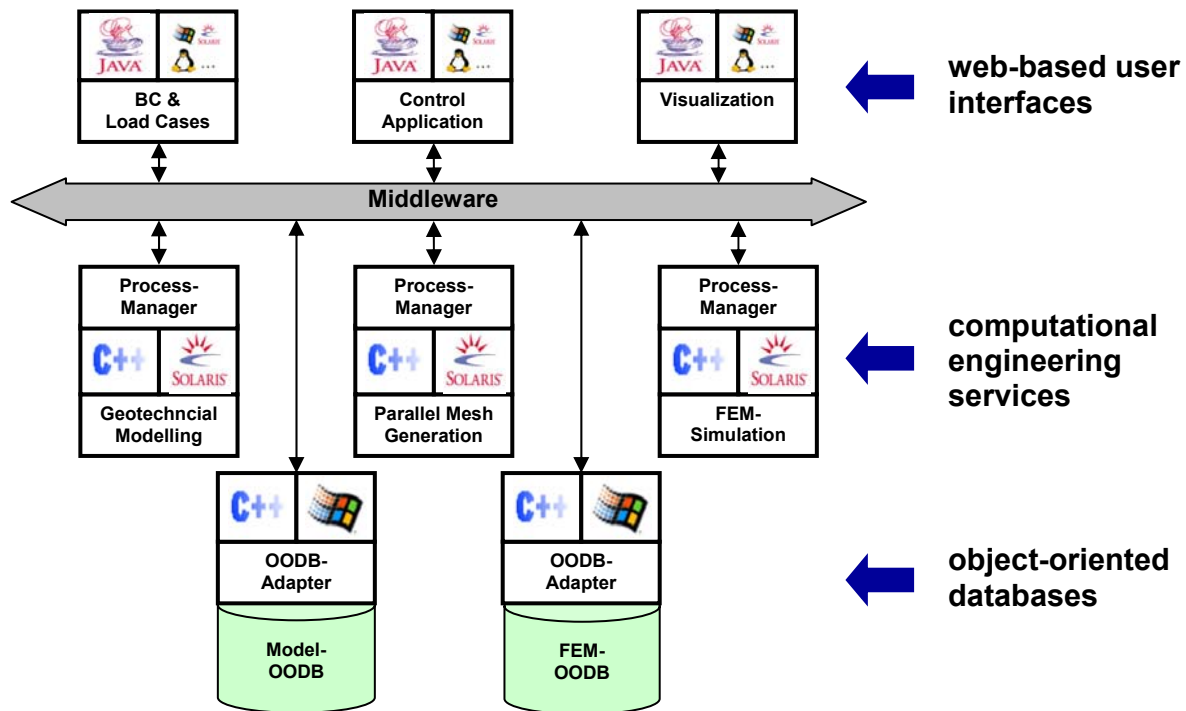 JAVA
SOLARIS
...
BC &
Load Cases
JAVA
SOLARIS
...
Control
Application
JAVA
SOLARIS
...
Visualization
web-based user
interfaces
Middleware
Process-
Manager
C++
SOLARIS
Geotechncial
Modelling
Process-
Manager
C++
SOLARIS
Parallel Mesh
Generation
Process-
Manager
C++
SOLARIS
FEM-
Simulation
computational
engineering
services
C++
OODB-
Adapter
Model-
OODB
C++
OODB-
Adapter
FEM-
OODB
object-oriented
databases